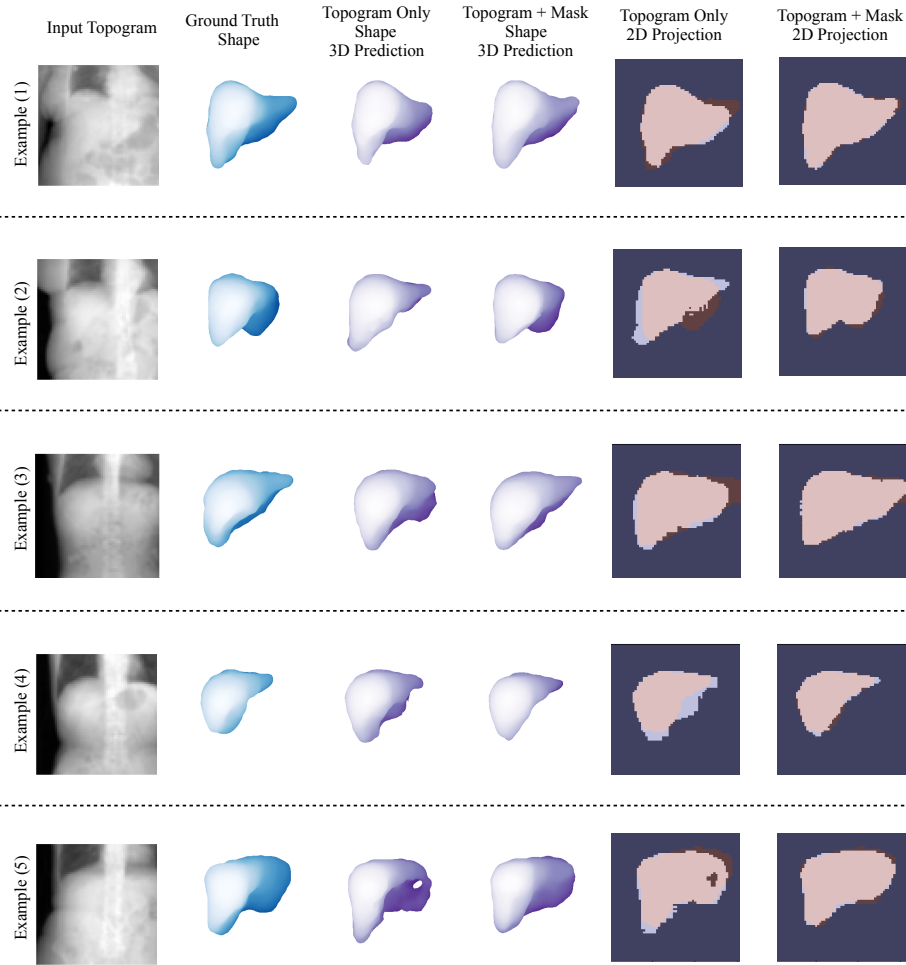 Input Topogram
Ground Truth
Shape
Topogram Only
Shape
3D Prediction
Topogram + Mask
Shape
3D Prediction
Topogram Only
2D Projection
Topogram + Mask
2D Projection
Example (1)
Example (2)
Example (3)
Example (4)
Example (5)